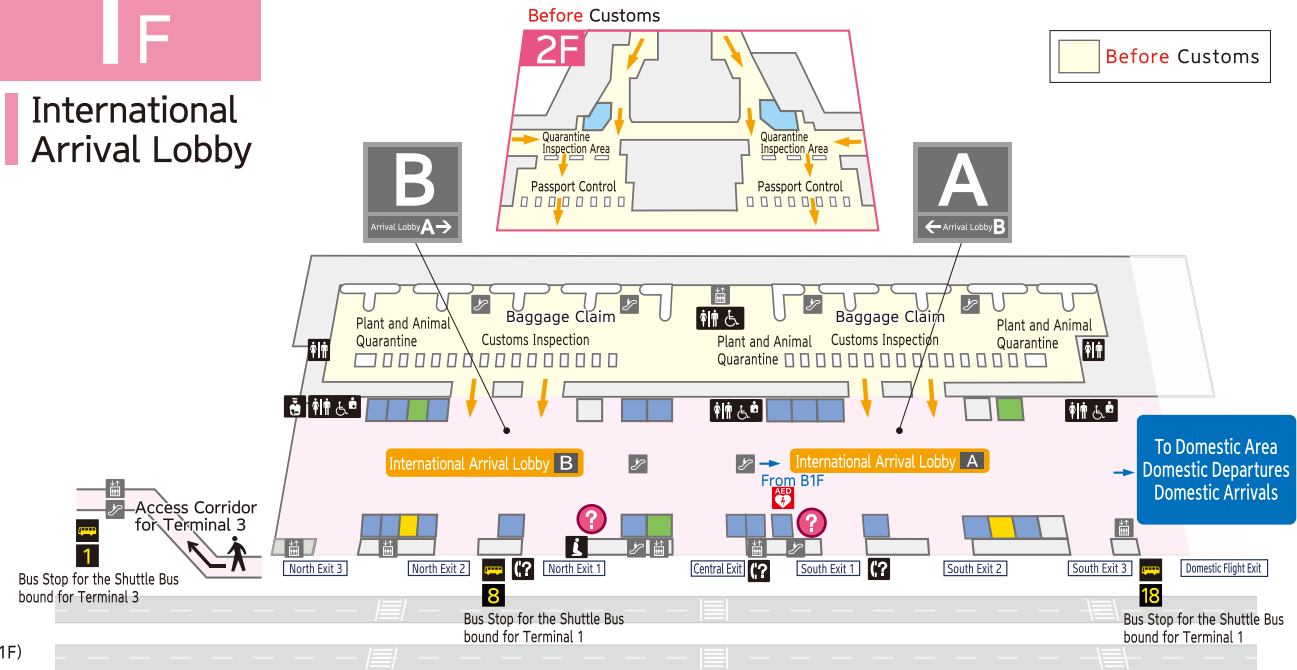 1F
International
Arrival Lobby
Before Customs
2F
Quarantine
Inspection Area
Quarantine
Inspection Area
Passport Control
Passport Control
Before Customs
B
Arrival Lobby A→
A
←Arrival Lobby B
Baggage Claim
Baggage Claim
Plant and Animal
Quarantine
Customs Inspection
Plant and Animal
Quarantine
Customs Inspection
Plant and Animal
Quarantine
International Arrival Lobby B
International Arrival Lobby A
From B1F
AED
?
?
To Domestic Area
Domestic Departures
Domestic Arrivals
Access Corridor
for Terminal 3
1
Bus Stop for the Shuttle Bus
bound for Terminal 3
North Exit 3
North Exit 2
North Exit 1
Central Exit
South Exit 1
South Exit 2
South Exit 3
Domestic Flight Exit
?
?
?
8
Bus Stop for the Shuttle Bus
bound for Terminal 1
18
Bus Stop for the Shuttle Bus
bound for Terminal 1
1F)